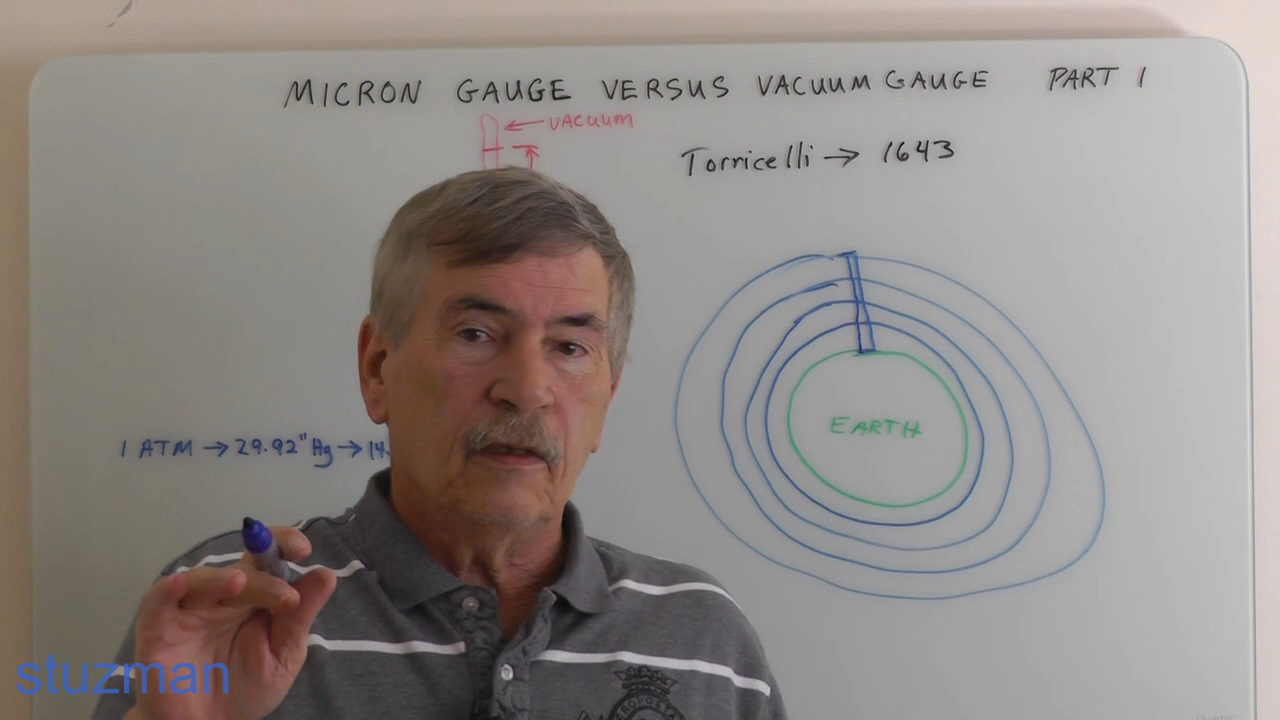 MICRON GAUGE VERSUS VACUUM GAUGE PART 1
VACUUM
Torricelli → 1643
EARTH
1 ATM → 29.92" Hg → 14.
stuzman